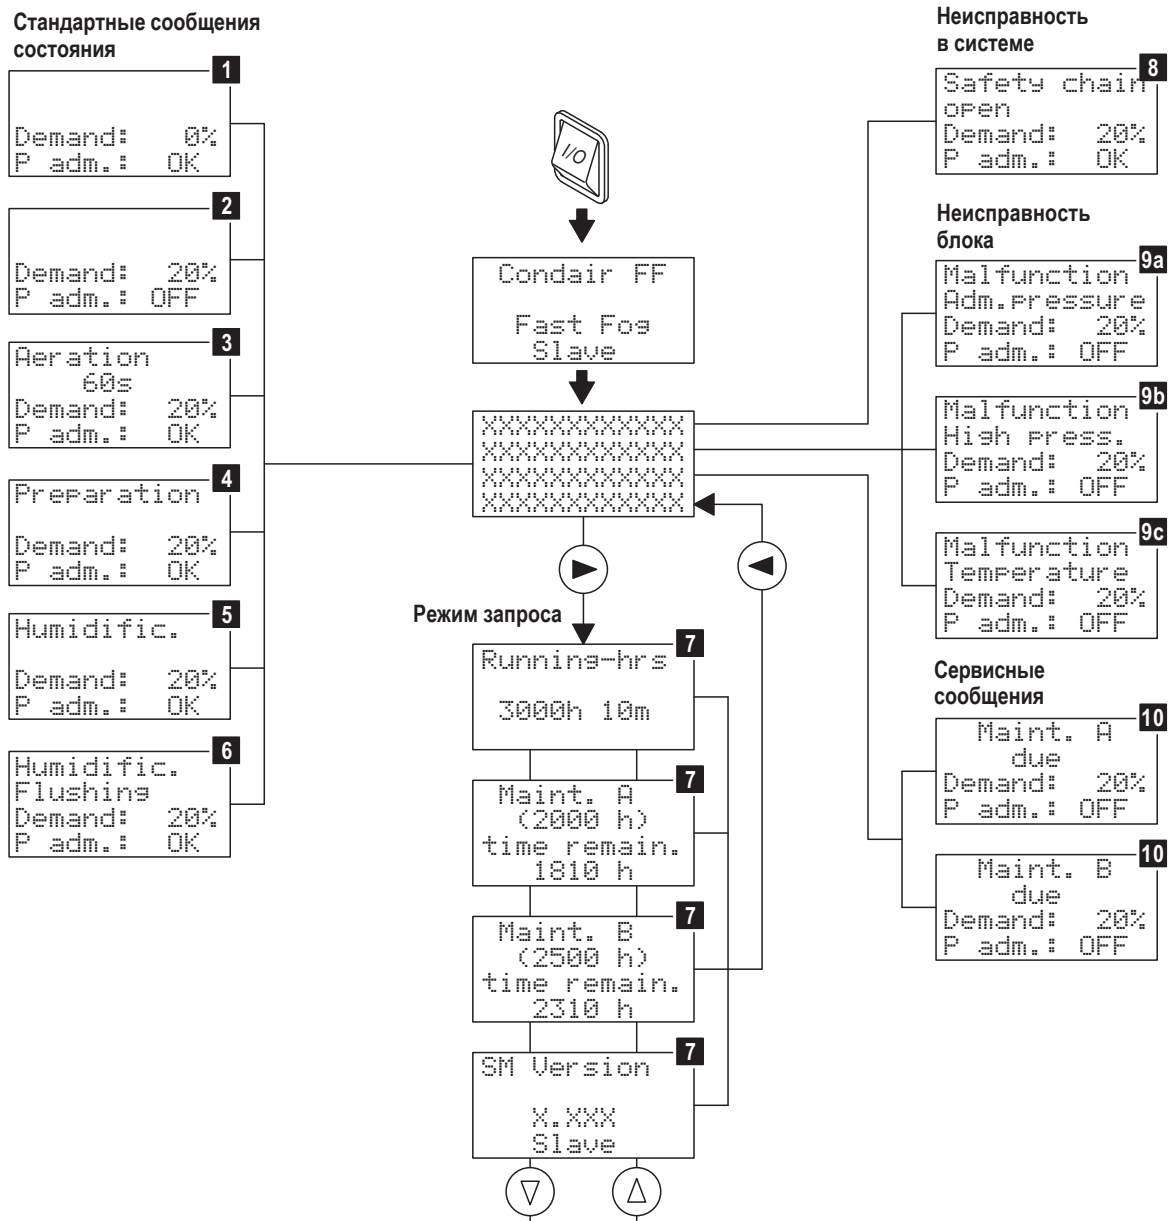 Стандартные сообщения
состояния
1
Demand: 0%
P adm.: OK
2
Demand: 20%
P adm.: OFF
3
Aeration
60s
Demand: 20%
P adm.: OK
4
Preparation
Demand: 20%
P adm.: OK
5
Humidific.
Demand: 20%
P adm.: OK
6
Humidific.
Flushing
Demand: 20%
P adm.: OK
I/O
Condair FF
Fast Fog
Slave
XXXXXXXXXXXXX
XXXXXXXXXXXXX
XXXXXXXXXXXXX
XXXXXXXXXXXXX
Режим запроса
7
Running-hrs
3000h 10m
7
Maint. A
(2000 h)
time remain.
1810 h
7
Maint. B
(2500 h)
time remain.
2310 h
7
SM Version
X.XXX
Slave
Неисправность
в системе
8
Safety chain
open
Demand: 20%
P adm.: OK
Неисправность
блока
9a
Malfunction
Adm.pressure
Demand: 20%
P adm.: OFF
9b
Malfunction
High press.
Demand: 20%
P adm.: OFF
9c
Malfunction
Temperature
Demand: 20%
P adm.: OFF
Сервисные
сообщения
10
Maint. A
due
Demand: 20%
P adm.: OFF
10
Maint. B
due
Demand: 20%
P adm.: OFF